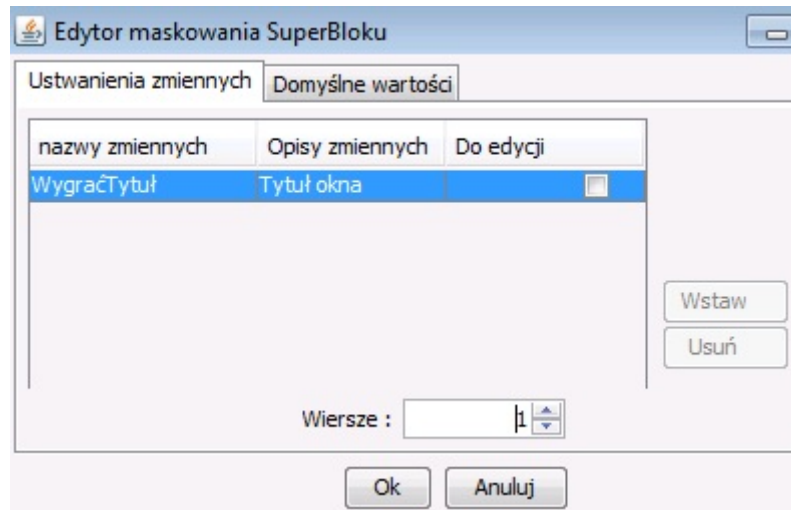 Edytor maskowania SuperBloku
Ustwanienia zmiennych Domyślne wartości
nazwy zmiennych Opisy zmiennych Do edycji
WygraćTytuł Tytuł okna
Wstaw
Usuń
Wiersze : 1
Ok Anuluj